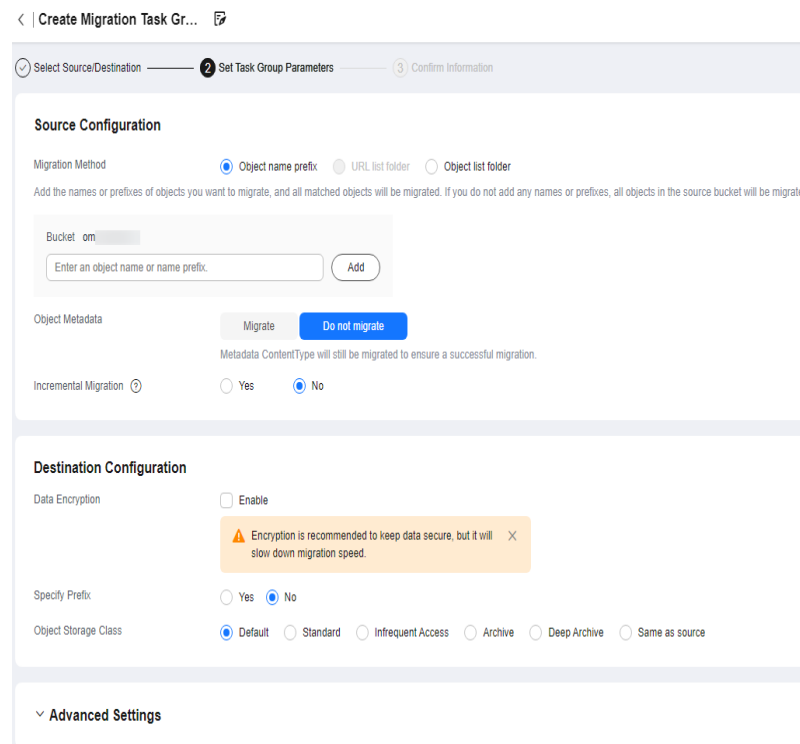 Create Migration Task Gr...
Select Source/Destination 2 Set Task Group Parameters 3 Confirm Information
Source Configuration
Migration Method Object name prefix URL list folder Object list folder
Add the names or prefixes of objects you want to migrate, and all matched objects will be migrated. If you do not add any names or prefixes, all objects in the source bucket will be migrate
Bucket om
Enter an object name or name prefix. Add
Object Metadata Migrate Do not migrate
Metadata ContentType will still be migrated to ensure a successful migration.
Incremental Migration ? Yes No
Destination Configuration
Data Encryption Enable
Encryption is recommended to keep data secure, but it will
slow down migration speed.
Specify Prefix Yes No
Object Storage Class Default Standard Infrequent Access Archive Deep Archive Same as source
Advanced Settings